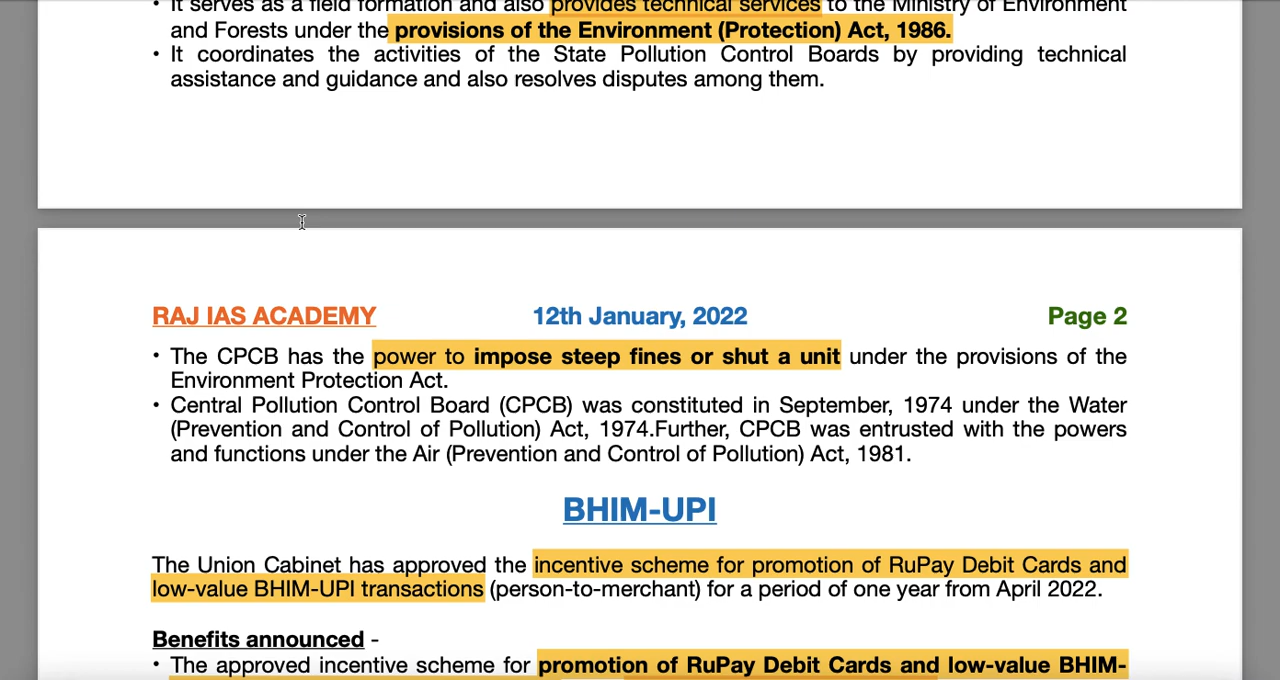 • It serves as a field formation and also provides technical services to the Ministry of Environment
and Forests under the provisions of the Environment (Protection) Act, 1986.
• It coordinates the activities of the State Pollution Control Boards by providing technical
assistance and guidance and also resolves disputes among them.
RAJ IAS ACADEMY 12th January, 2022 Page 2
• The CPCB has the power to impose steep fines or shut a unit under the provisions of the
Environment Protection Act.
• Central Pollution Control Board (CPCB) was constituted in September, 1974 under the Water
(Prevention and Control of Pollution) Act, 1974.Further, CPCB was entrusted with the powers
and functions under the Air (Prevention and Control of Pollution) Act, 1981.
BHIM-UPI
The Union Cabinet has approved the incentive scheme for promotion of RuPay Debit Cards and
low-value BHIM-UPI transactions (person-to-merchant) for a period of one year from April 2022.
Benefits announced -
• The approved incentive scheme for promotion of RuPay Debit Cards and low-value BHIM-